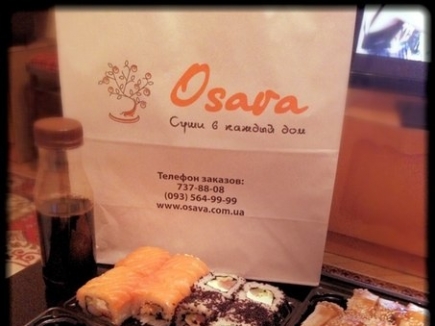 Osava
Суши в каждый дом
Телефон заказов:
737-88-08
(093) 564-99-99
www.osava.com.ua